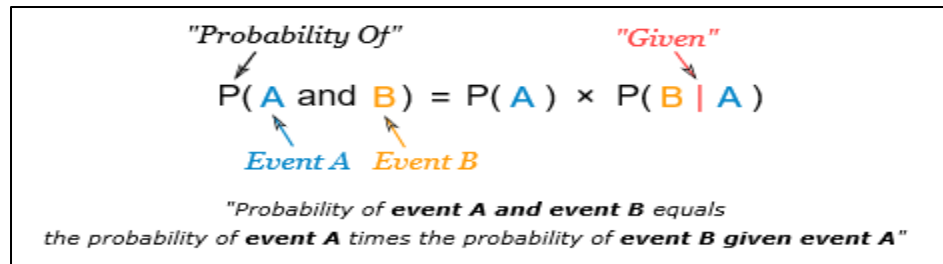 "Probability Of" "Given"
P( A and B ) = P( A ) × P( B | A )
Event A Event B
"Probability of event A and event B equals
the probability of event A times the probability of event B given event A"